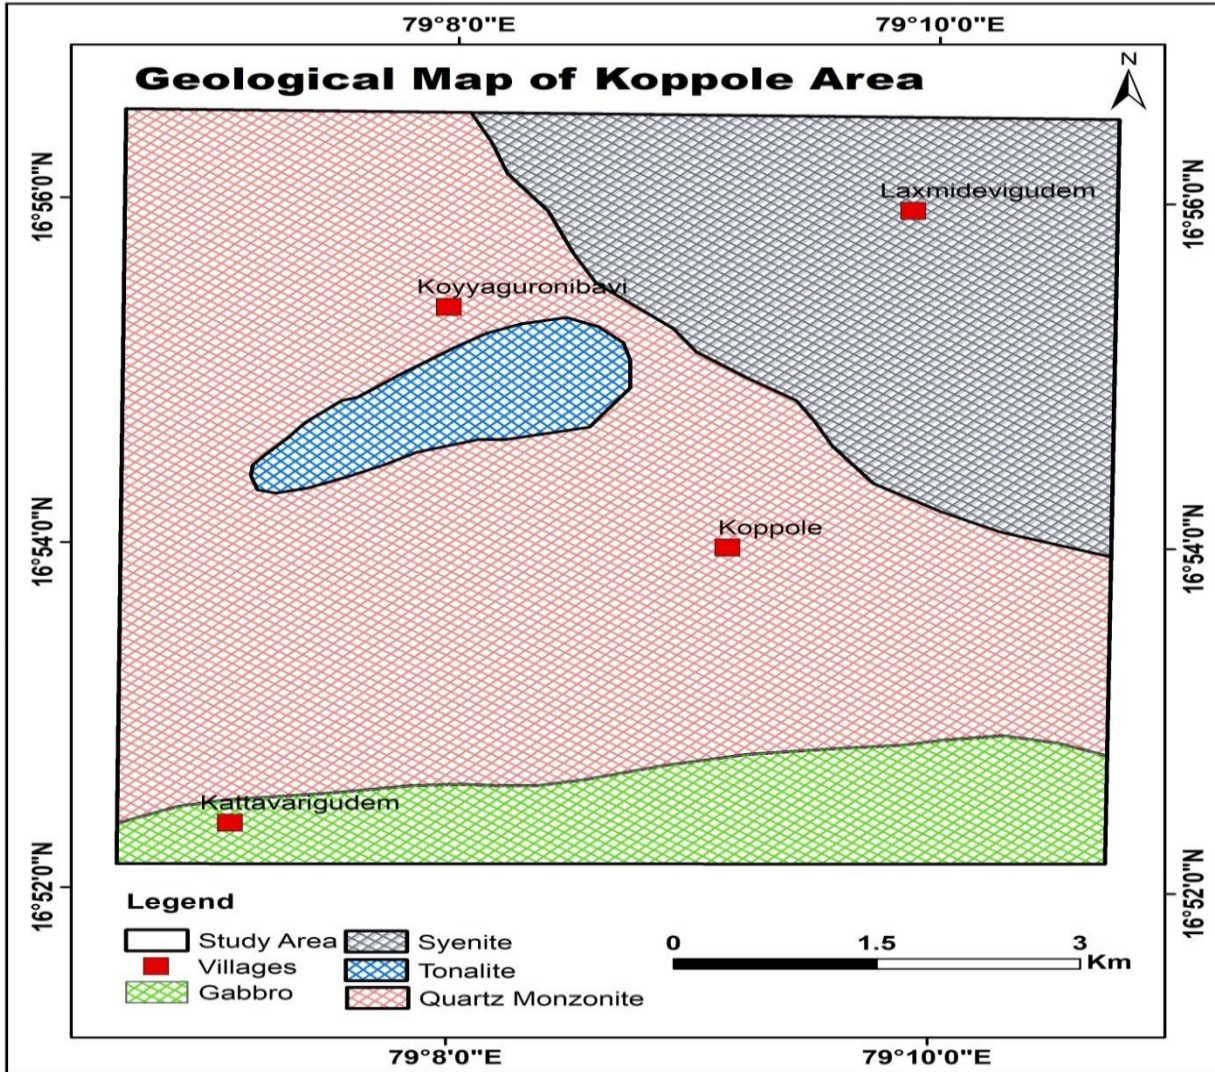 79°8'0"E
79°10'0"E
Geological Map of Koppole Area
N
16°56'0"N
16°56'0"N
Laxmidevigudem
Koyyaguronibavi
Koppole
16°54'0"N
16°54'0"N
Kattavarigudem
16°52'0"N
16°52'0"N
Legend
Study Area
Villages
Gabbro
Syenite
Tonalite
Quartz Monzonite
0 1.5 3
Km
79°8'0"E
79°10'0"E